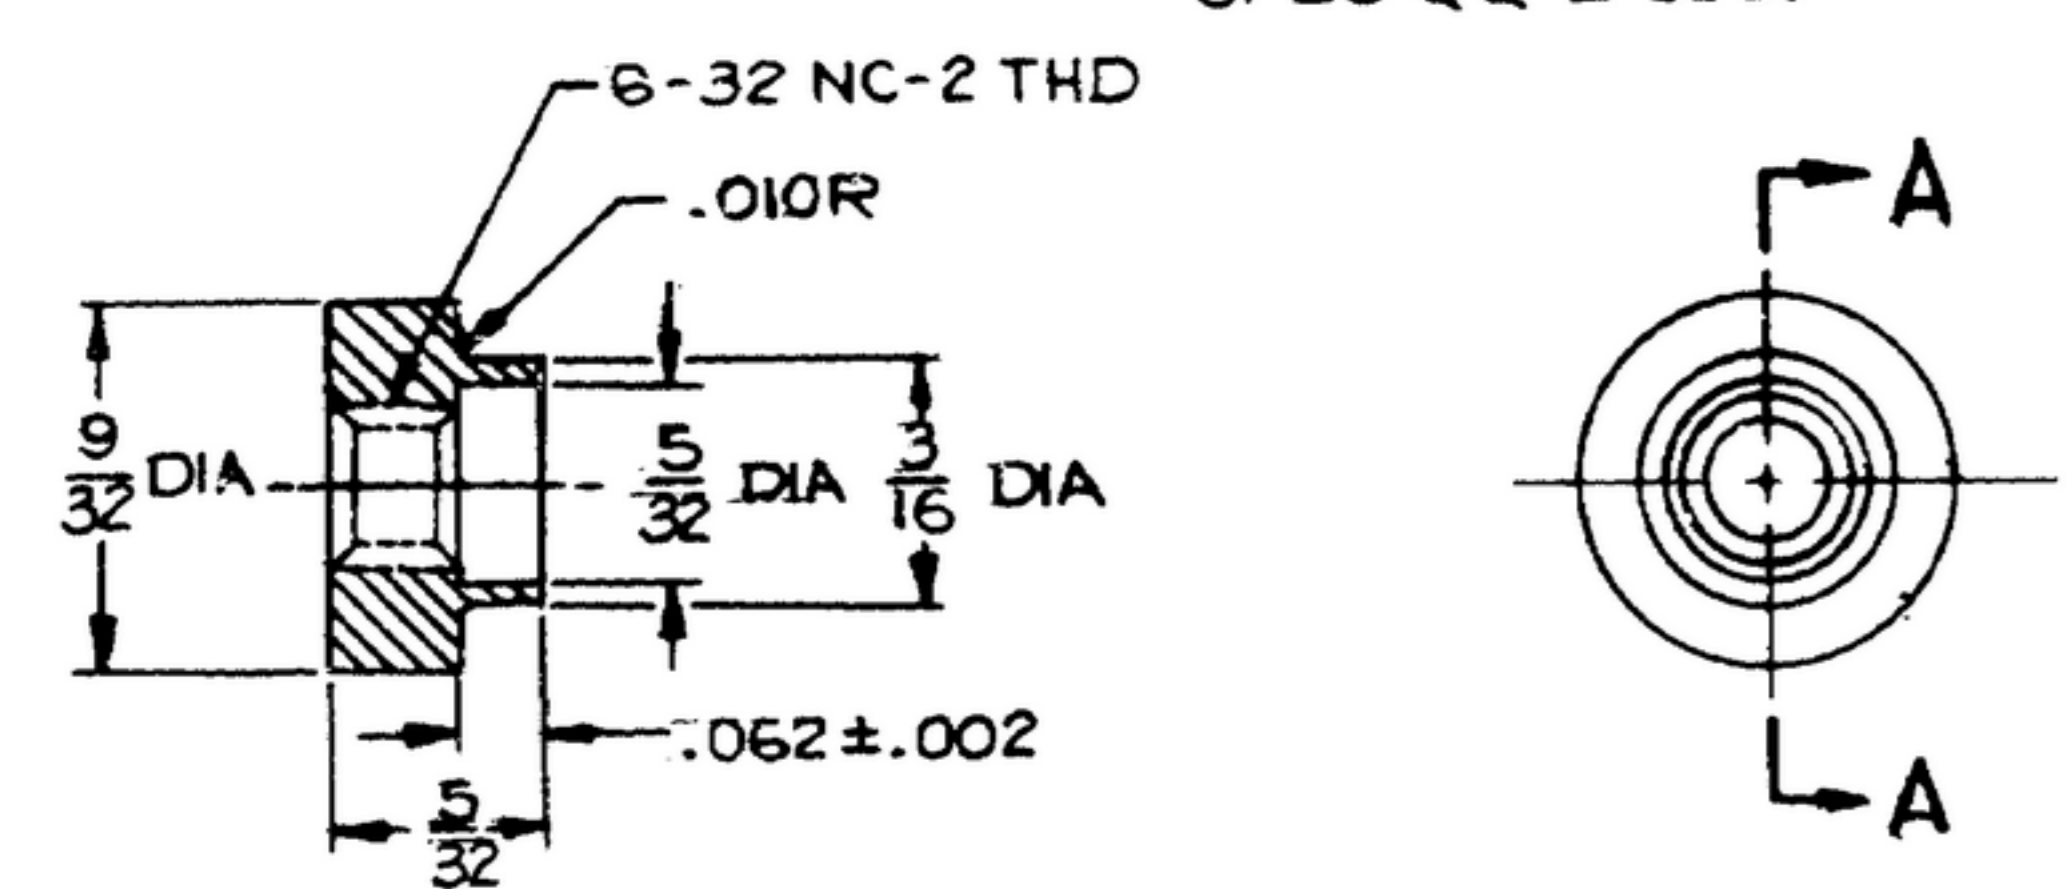 6-32 NC-2 THD
.010R
A
9/32 DIA
5/32 DIA
3/16 DIA
.062±.002
5/32
A